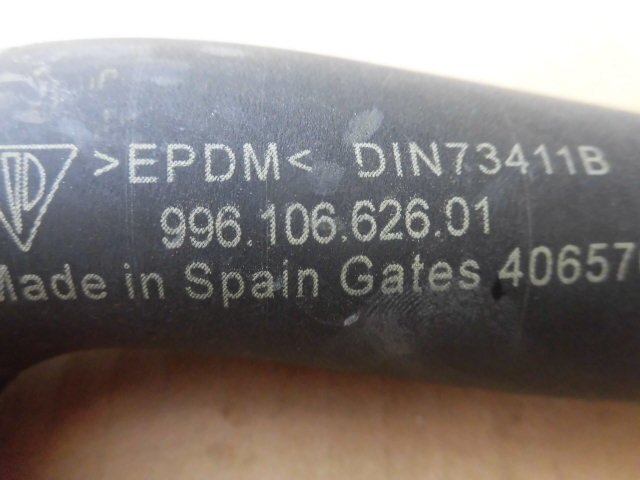 >EPDM< DIN73411B
996.106.626.01
Made in Spain Gates